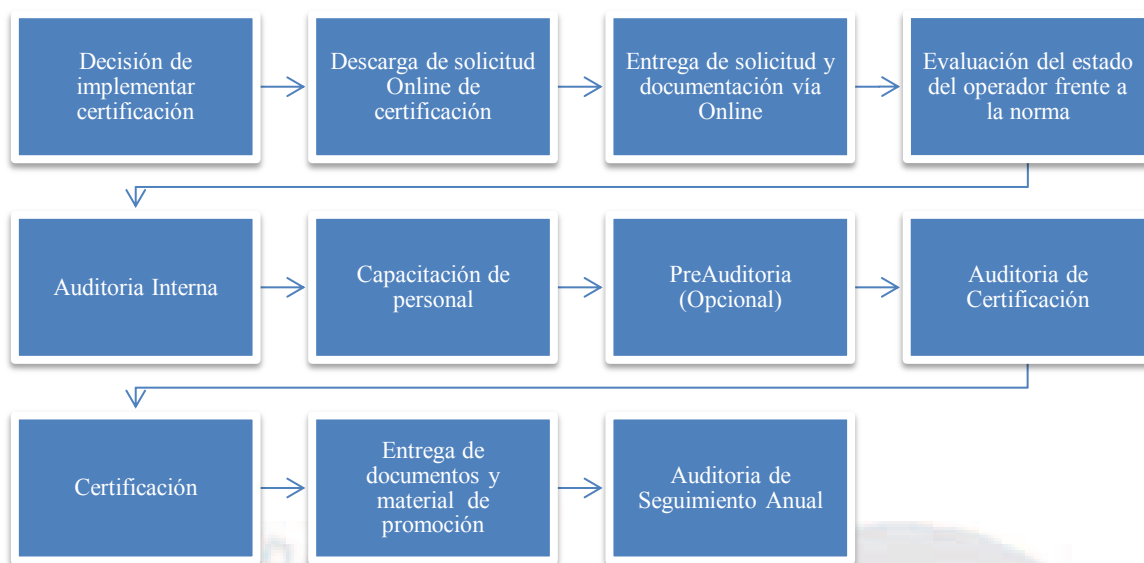 Decisión de
implementar
certificación
Descarga de solicitud
Online de
certificación
Entrega de solicitud y
documentación vía
Online
Evaluación del estado
del operador frente a
la norma
Auditoria Interna
Capacitación de
personal
PreAuditoria
(Opcional)
Auditoria de
Certificación
Certificación
Entrega de
documentos y
material de
promoción
Auditoria de
Seguimiento Anual